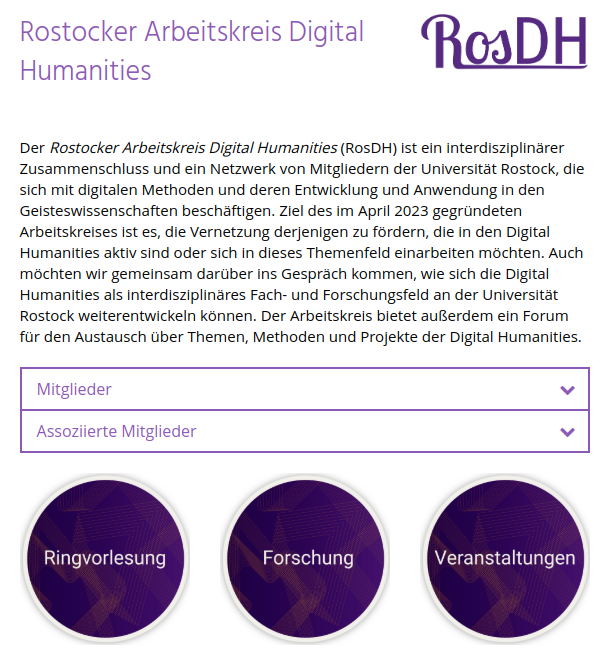 Rostocker Arbeitskreis Digital
Humanities
RosDH
Der Rostocker Arbeitskreis Digital Humanities (RosDH) ist ein interdisziplinärer
Zusammenschluss und ein Netzwerk von Mitgliedern der Universität Rostock, die
sich mit digitalen Methoden und deren Entwicklung und Anwendung in den
Geisteswissenschaften beschäftigen. Ziel des im April 2023 gegründeten
Arbeitskreises ist es, die Vernetzung derjenigen zu fördern, die in den Digital
Humanities aktiv sind oder sich in dieses Themenfeld einarbeiten möchten. Auch
möchten wir gemeinsam darüber ins Gespräch kommen, wie sich die Digital
Humanities als interdisziplinäres Fach- und Forschungsfeld an der Universität
Rostock weiterentwickeln können. Der Arbeitskreis bietet außerdem ein Forum
für den Austausch über Themen, Methoden und Projekte der Digital Humanities.
Mitglieder
Assoziierte Mitglieder
Ringvorlesung
Forschung
Veranstaltungen